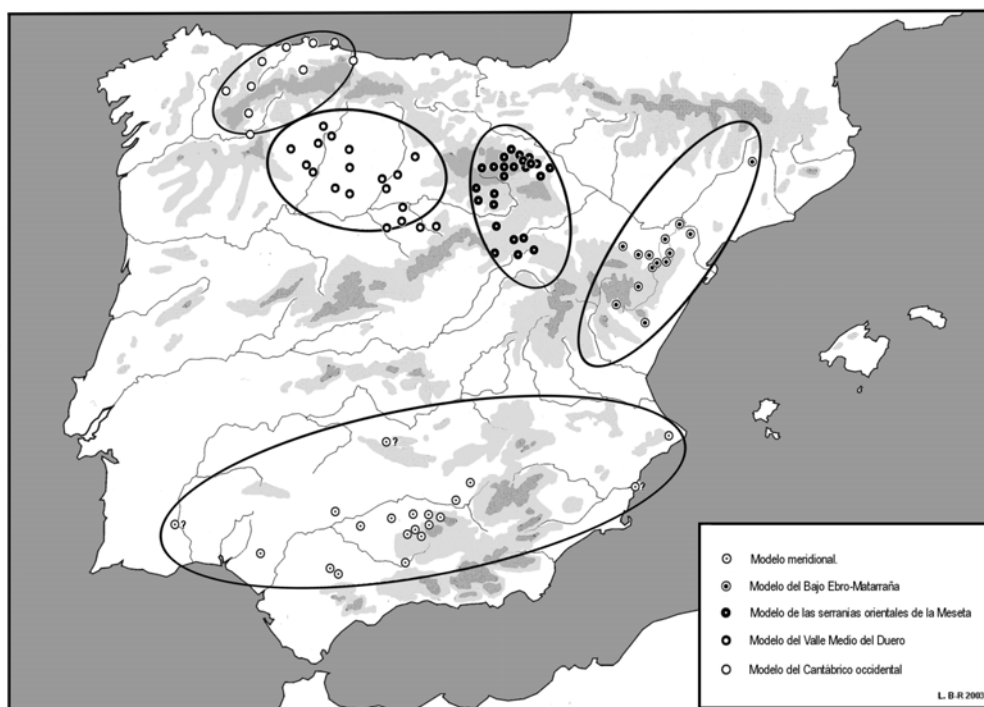 ?
?
?
Modelo meridional.
Modelo del Bajo Ebro-Matarraña
Modelo de las serranias orientales de la Meseta
Modelo del Valle Medio del Duero
Modelo del Cantábrico occidental
L. B-R 2003